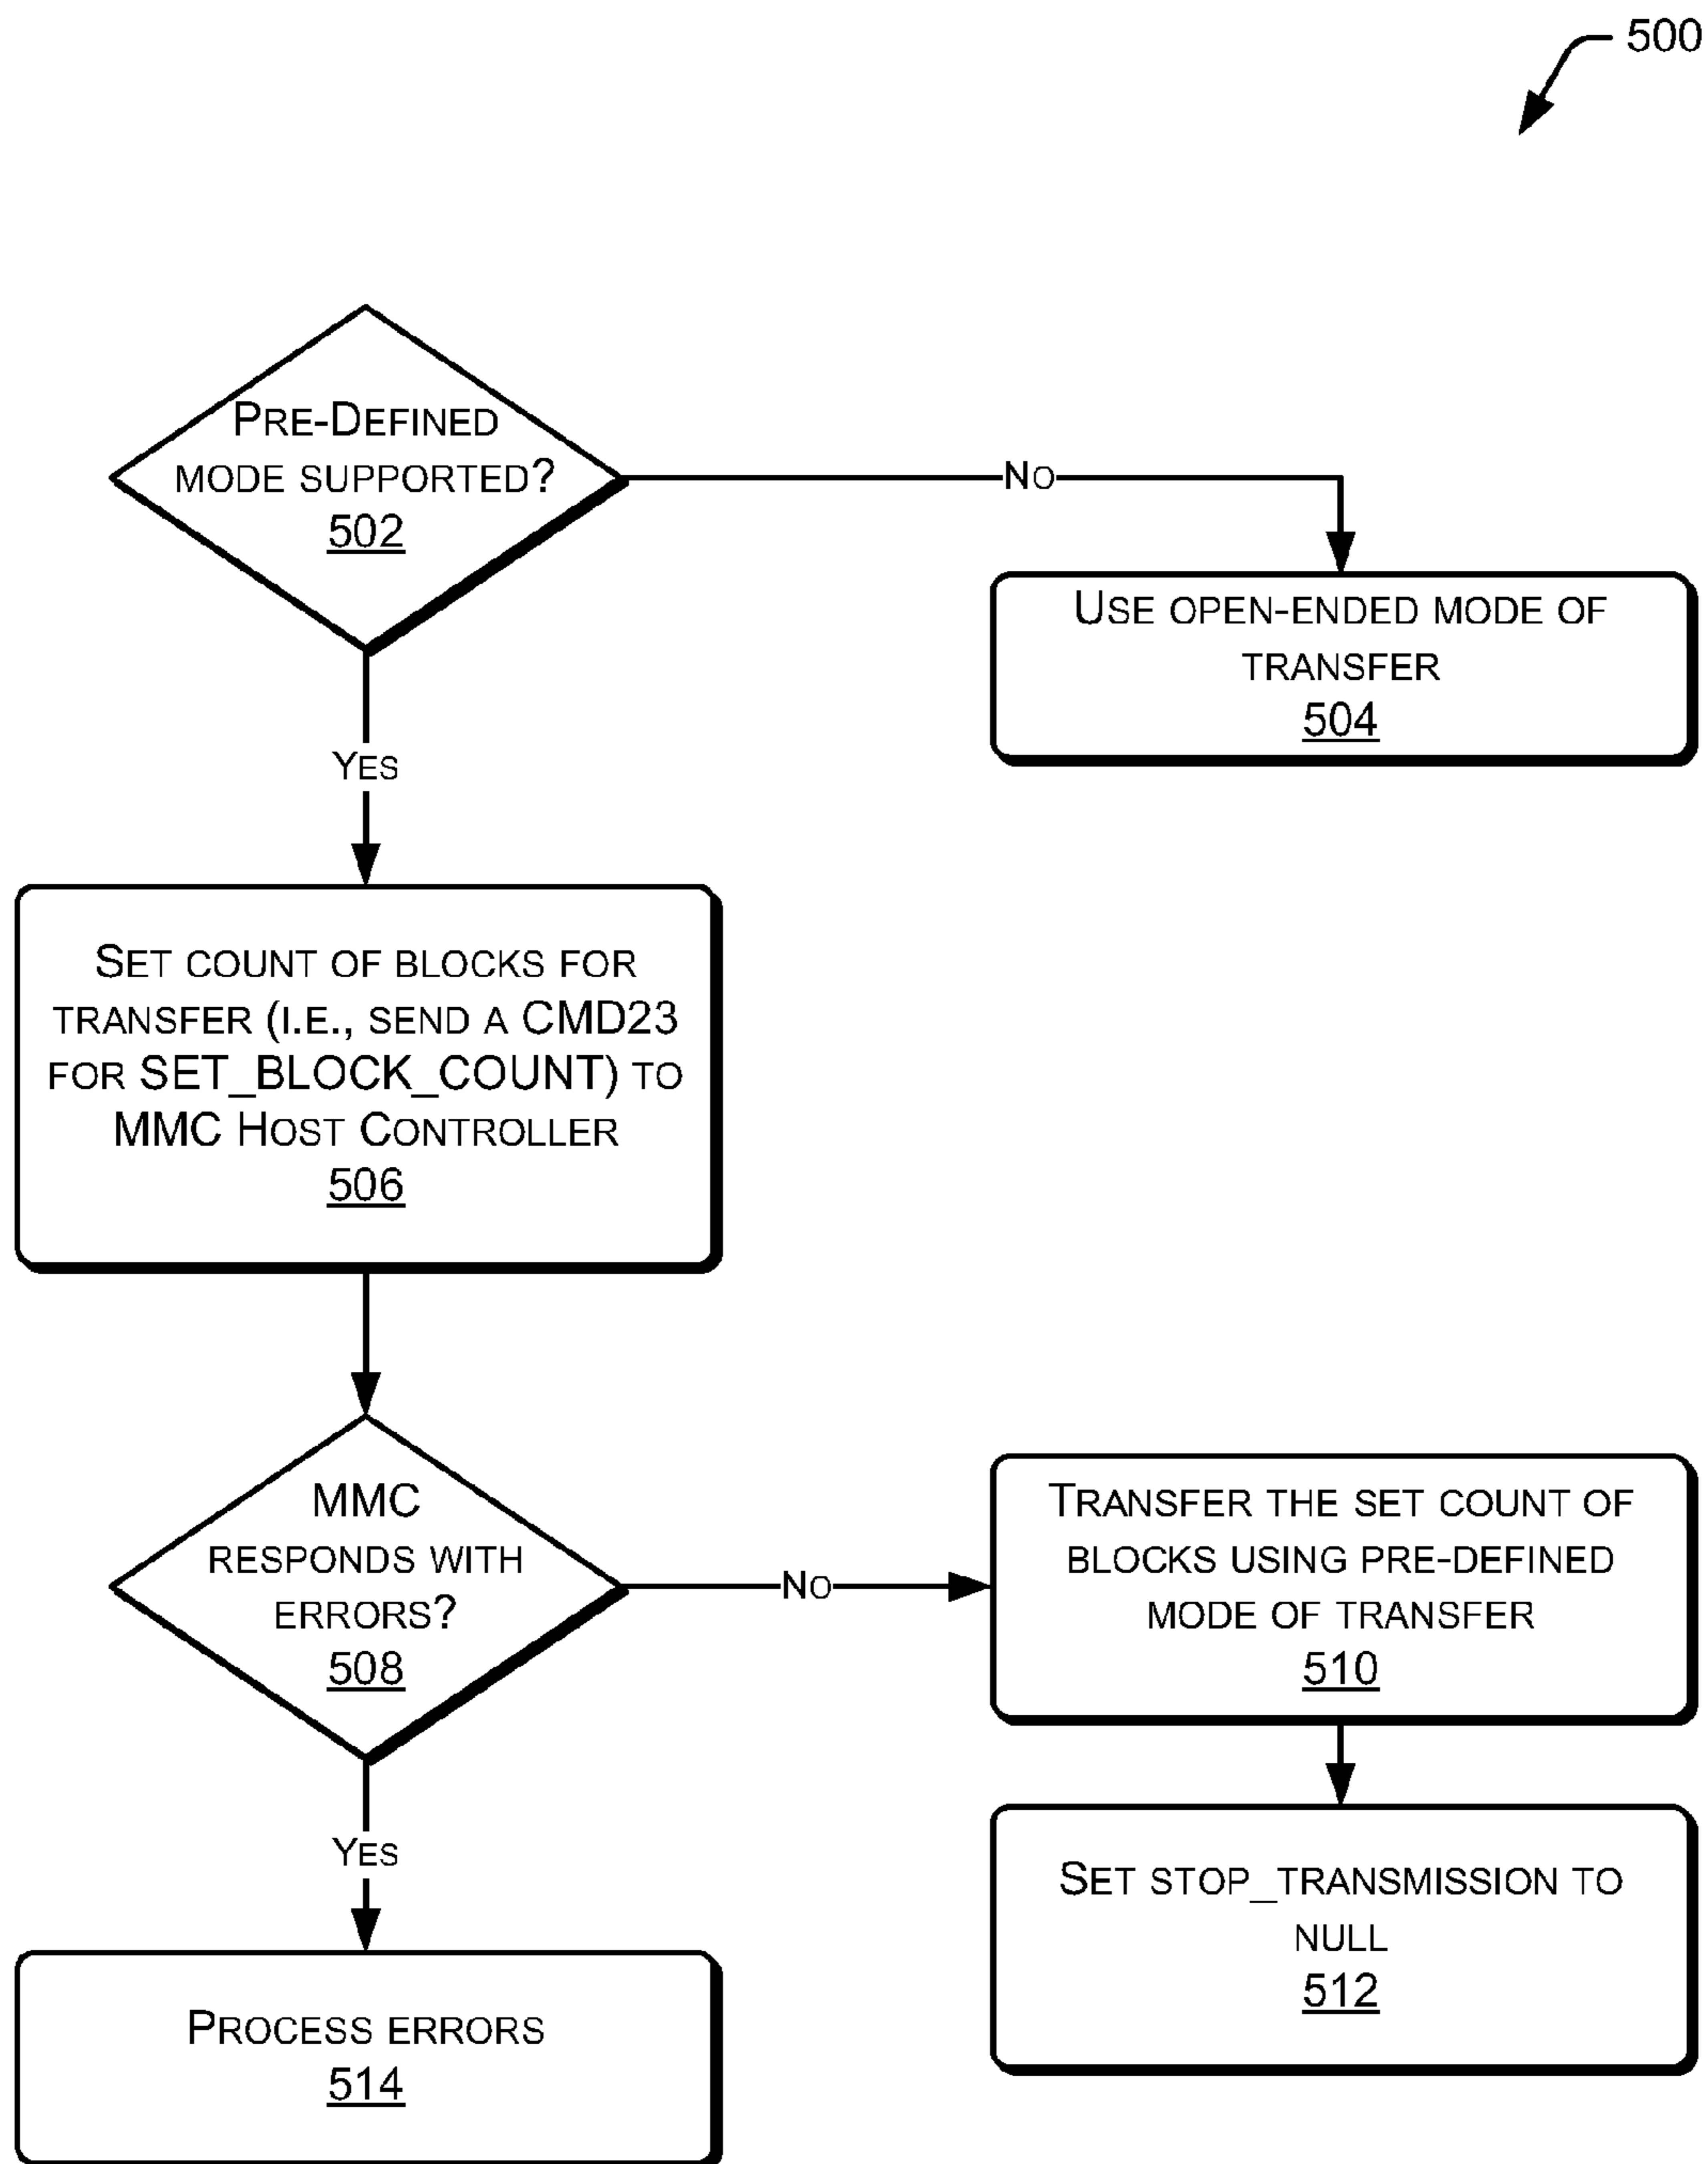 500
PRE-DEFINED
MODE SUPPORTED?
502
NO
USE OPEN-ENDED MODE OF
TRANSFER
504
YES
SET COUNT OF BLOCKS FOR
TRANSFER (I.E., SEND A CMD23
FOR SET_BLOCK_COUNT) TO
MMC HOST CONTROLLER
506
MMC
RESPONDS WITH
ERRORS?
508
NO
TRANSFER THE SET COUNT OF
BLOCKS USING PRE-DEFINED
MODE OF TRANSFER
510
YES
SET STOP_TRANSMISSION TO
NULL
512
PROCESS ERRORS
514